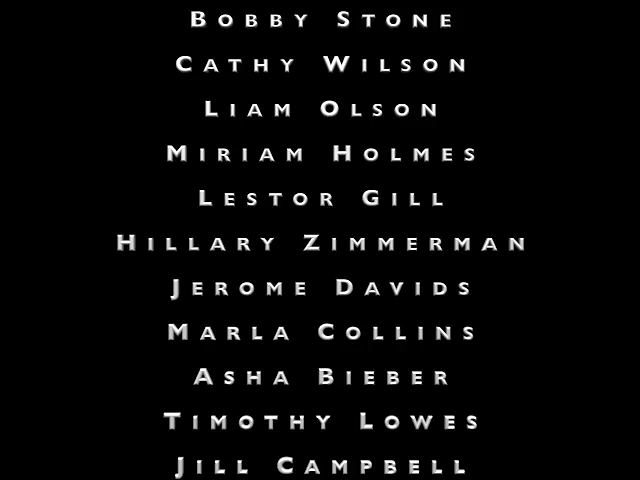 Bobby Stone
Cathy Wilson
Liam Olson
Miriam Holmes
Lestor Gill
Hillary Zimmerman
Jerome Davids
Marla Collins
Asha Bieber
Timothy Lowes
Jill Campbell